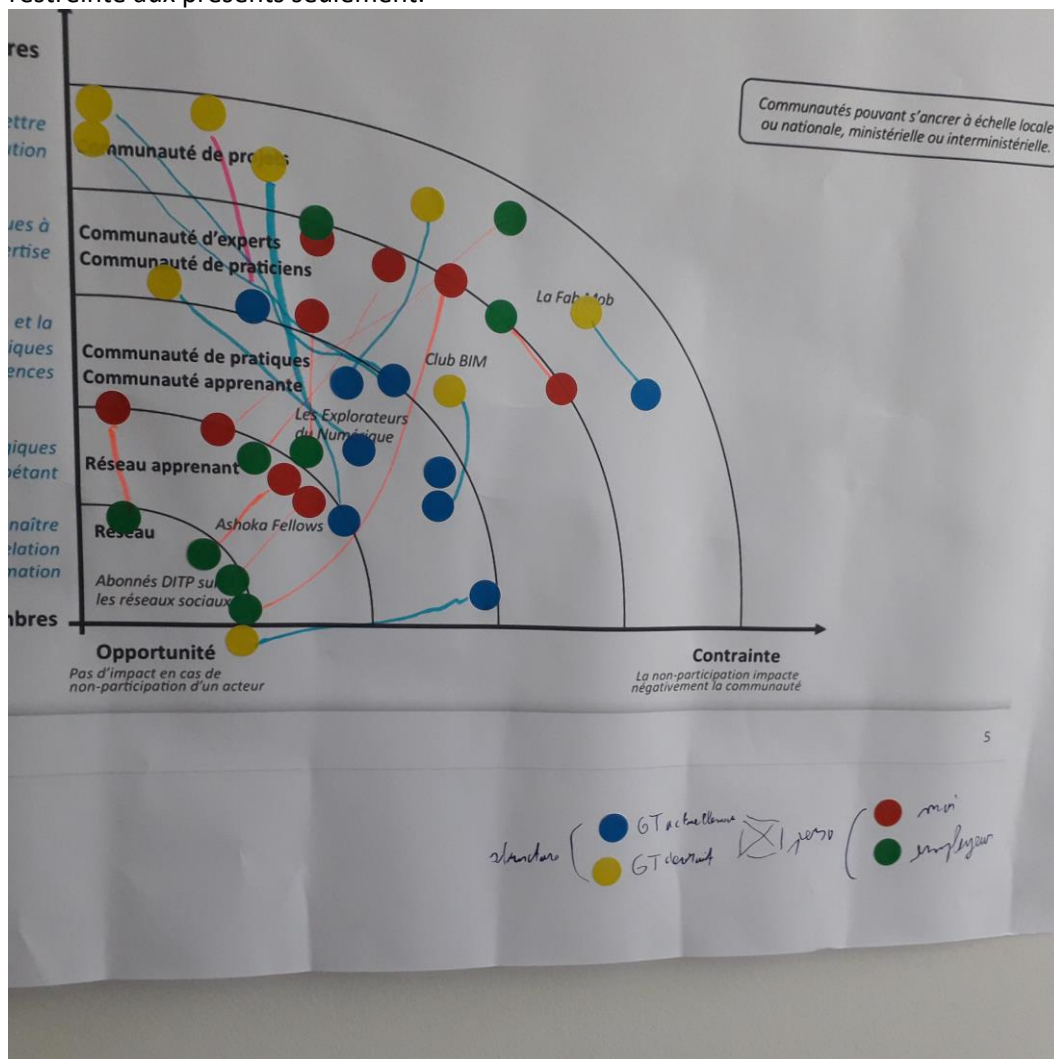 restreinte aux présents seulement.
res
ettre
ation
Communauté de projets
Communautés pouvant s'ancrer à échelle locale
ou nationale, ministérielle ou interministérielle.
ues à
ertise
Communauté d'experts
Communauté de praticiens
et la
iques
ences
La Fab Mob
Communauté de pratiques
Communauté apprenante
Club BIM
Les Explorateurs
du Numérique
iques
pétant
Réseau apprenant
Ashoka Fellows
naître
elation
mation
Réseau
Abonnés DITP sur
les réseaux sociaux
mbres
Opportunité
Pas d'impact en cas de
non-participation d'un acteur
Contrainte
La non-participation impacte
négativement la communauté
5
structure
GT actuellement
GT devrait
perso
moi
employeur